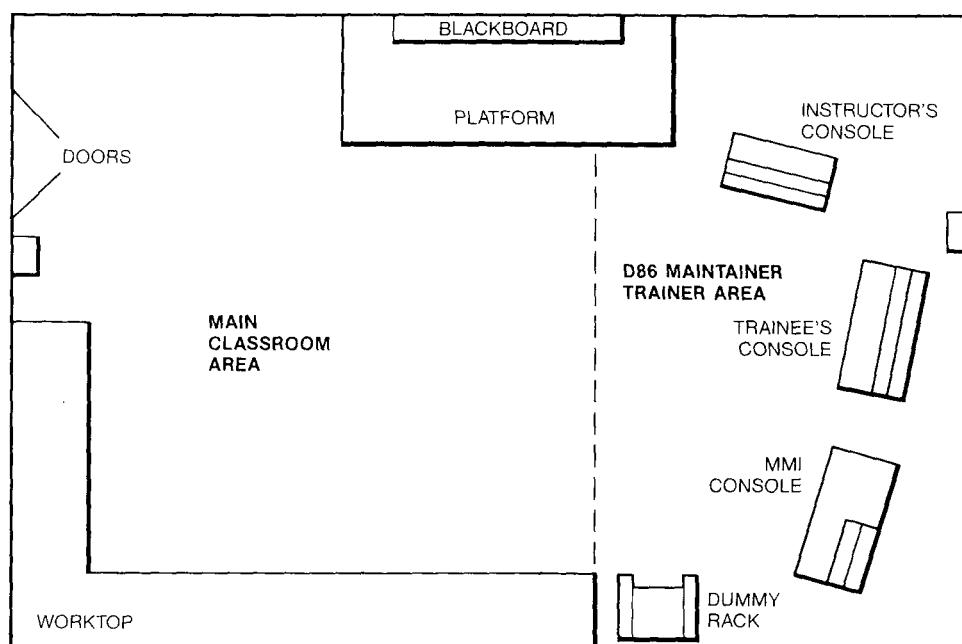 BLACKBOARD
PLATFORM
INSTRUCTOR'S
CONSOLE
DOORS
D86 MAINTAINER
TRAINER AREA
MAIN
CLASSROOM
AREA
TRAINEE'S
CONSOLE
MMI
CONSOLE
DUMMY
RACK
WORKTOP